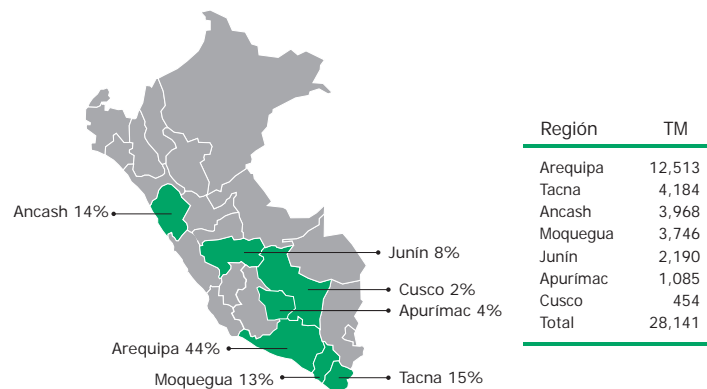 Ancash 14%
Junín 8%
Cusco 2%
Apurímac 4%
Arequipa 44%
Moquegua 13%
Tacna 15%
Región TM
Arequipa 12,513
Tacna 4,184
Ancash 3,968
Moquegua 3,746
Junín 2,190
Apurímac 1,085
Cusco 454
Total 28,141